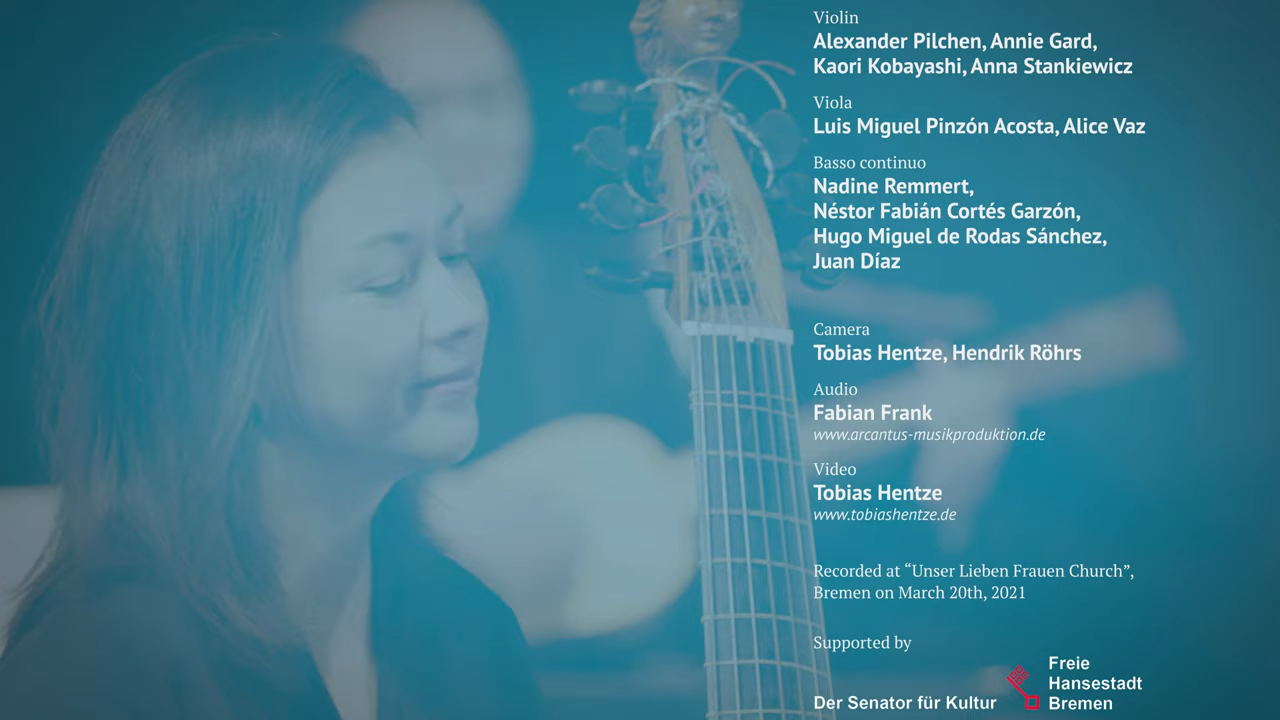 Violin
Alexander Pilchen, Annie Gard,
Kaori Kobayashi, Anna Stankiewicz
Viola
Luis Miguel Pinzón Acosta, Alice Vaz
Basso continuo
Nadine Remmert,
Néstor Fabián Cortés Garzón,
Hugo Miguel de Rodas Sánchez,
Juan Díaz
Camera
Tobias Hentze, Hendrik Röhrs
Audio
Fabian Frank
www.arcantus-musikproduktion.de
Video
Tobias Hentze
www.tobiashentze.de
Recorded at “Unser Lieben Frauen Church”,
Bremen on March 20th, 2021
Supported by
Der Senator für Kultur
Freie
Hansestadt
Bremen